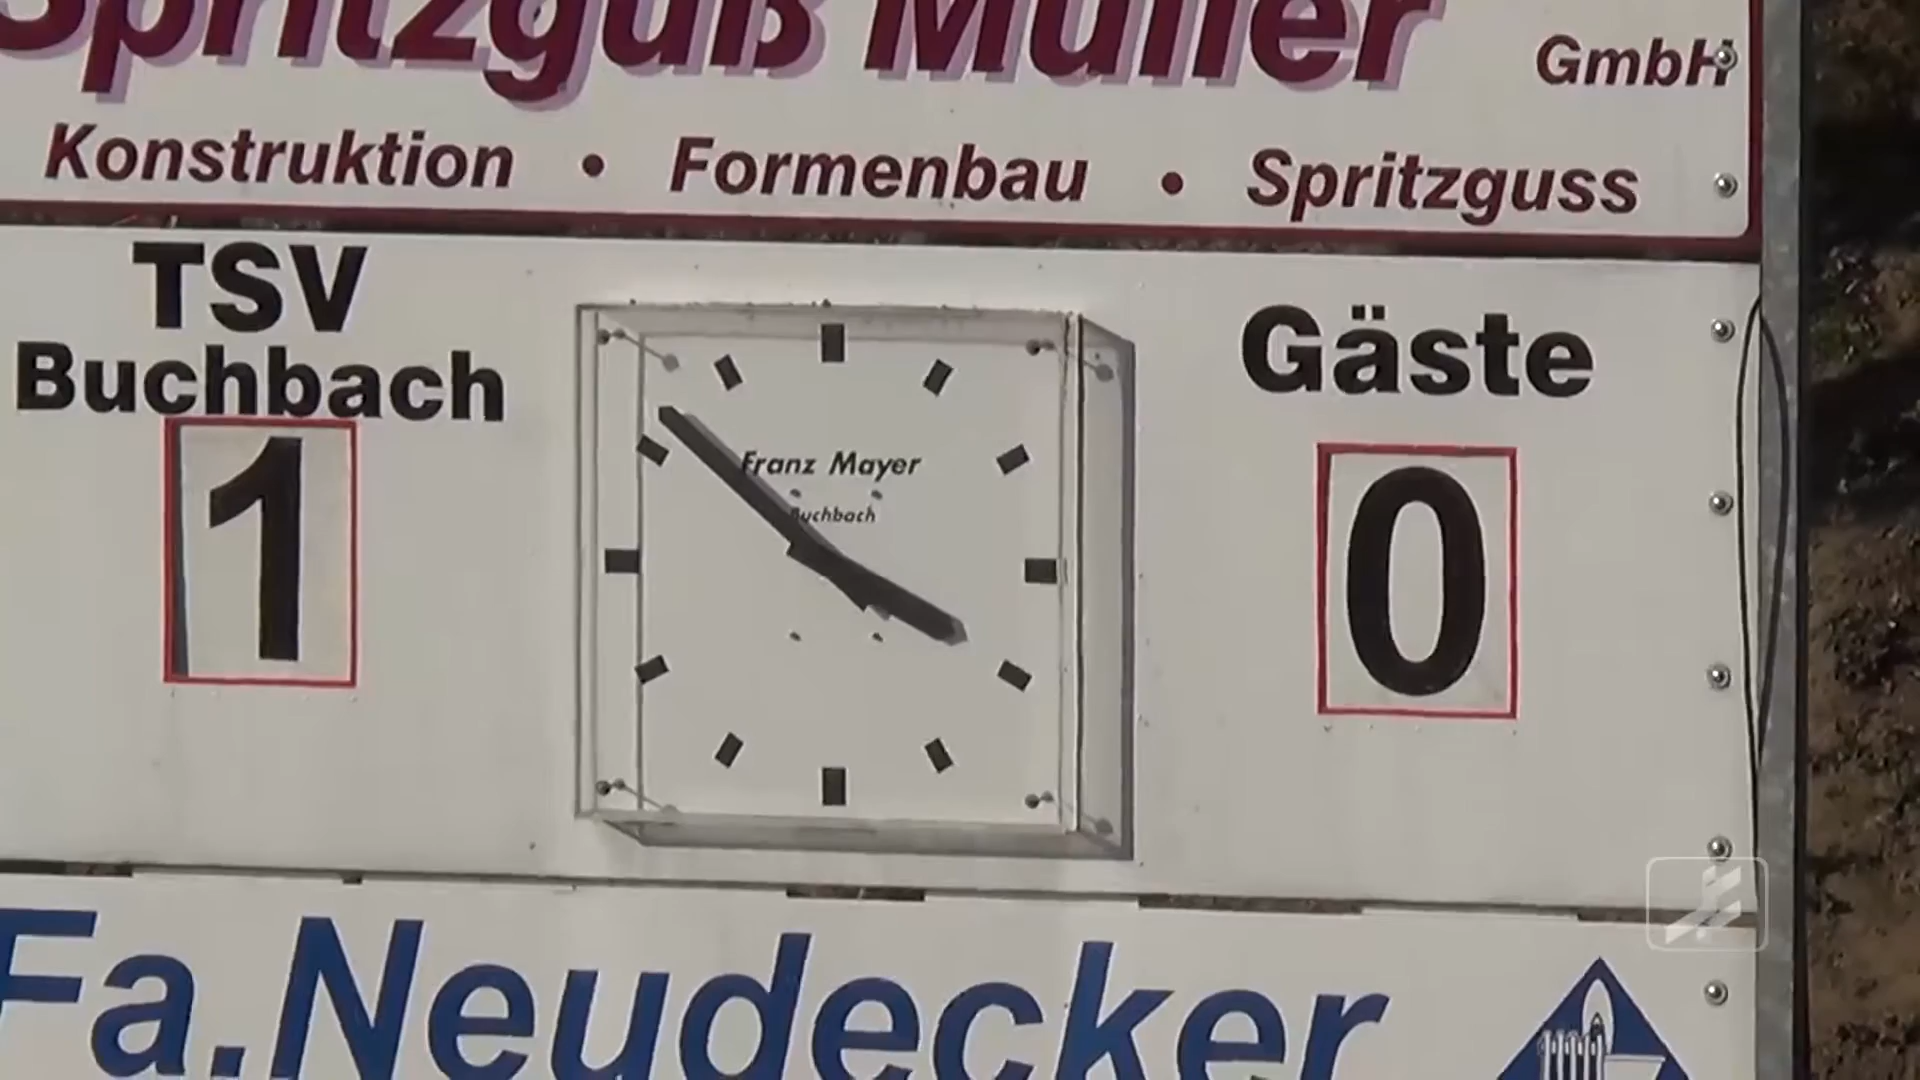 Spritzguß Müller GmbH
Konstruktion • Formenbau • Spritzguss
TSV
Buchbach
Gäste
1
0
Franz Mayer
Buchbach
Fa.Neudecker